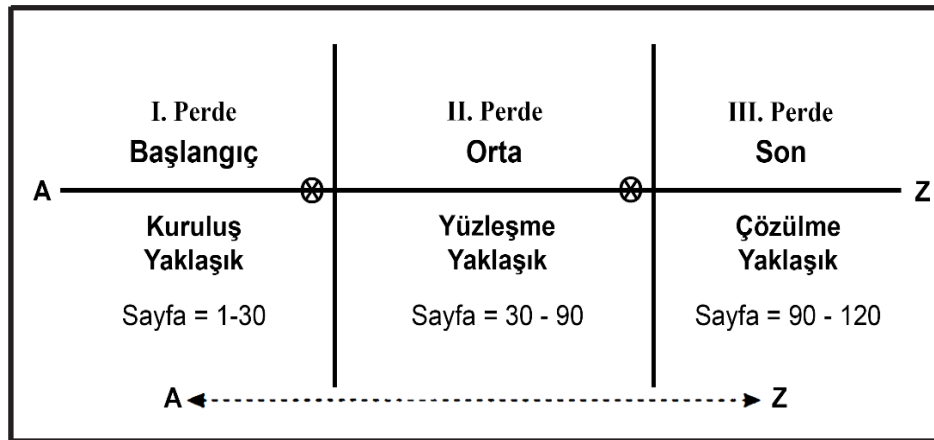 I. Perde
Başlangıç
II. Perde
Orta
III. Perde
Son
A
Z
Kuruluş
Yaklaşık
Sayfa = 1-30
Yüzleşme
Yaklaşık
Sayfa = 30 - 90
Çözülme
Yaklaşık
Sayfa = 90 - 120
A
Z